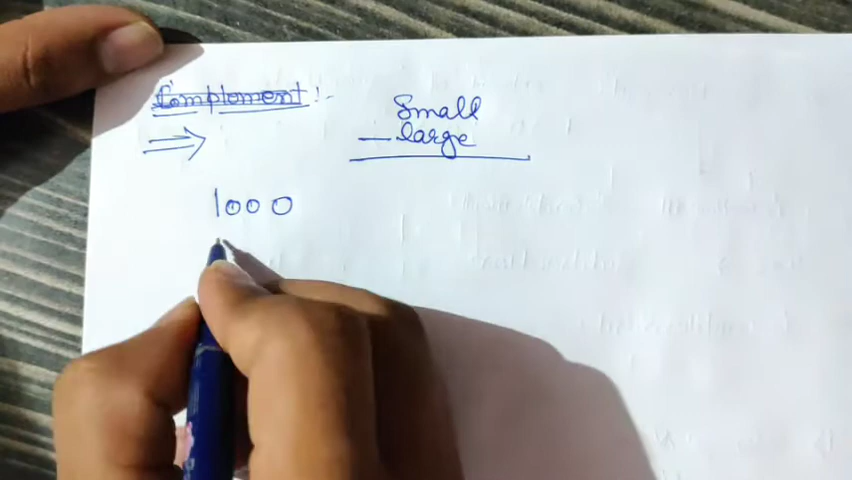 Complement :-
⇒
Small
- large
1000